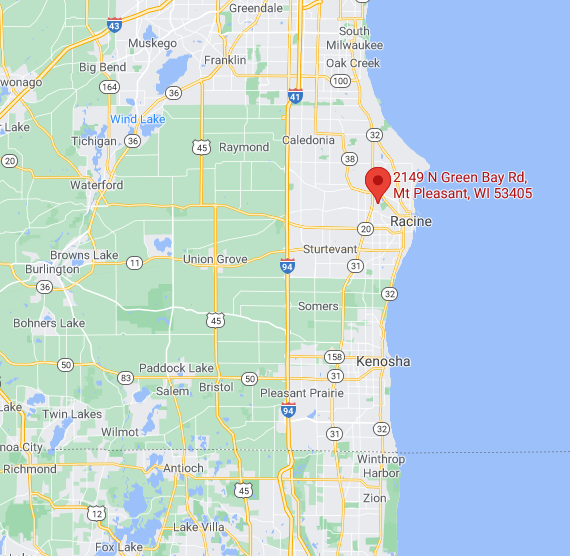 Greendale
43
South
Milwaukee
Muskego
Franklin
Oak Creek
Big Bend
100
wonago
164
36
41
Wind Lake
Lake
Tichigan
36
45
Raymond
Caledonia
32
20
38
2149 N Green Bay Rd,
Mt Pleasant, WI 53405
Waterford
Racine
20
Sturtevant
Browns Lake
Burlington
11
Union Grove
94
31
36
32
Somers
Bohners Lake
45
50
Paddock Lake
158
Kenosha
83
Salem
Bristol
50
31
Pleasant Prairie
Lake
Twin Lakes
94
Wilmot
31
32
noa City
Richmond
Antioch
Winthrop
Harbor
45
Zion
12
Lake Villa
Fox Lake